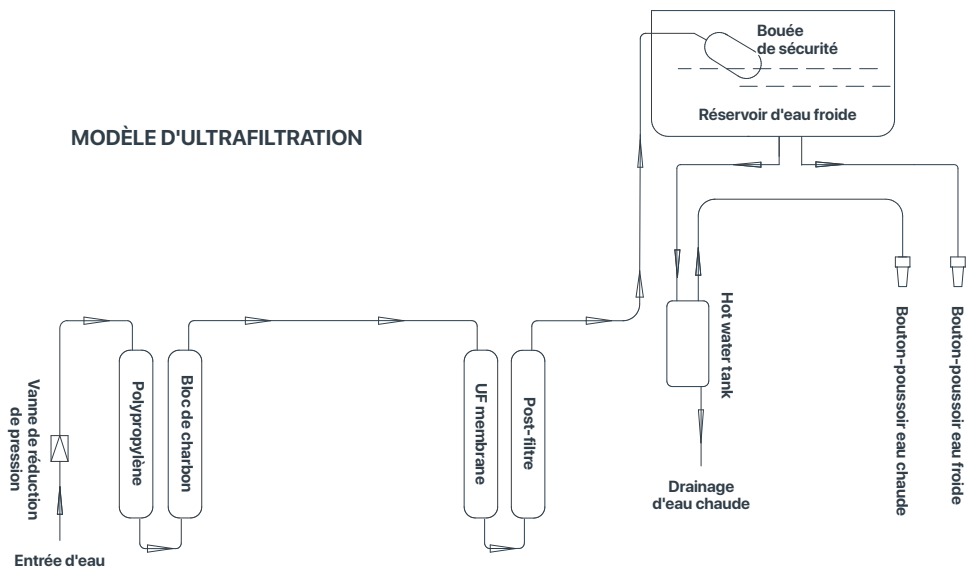 Bouée
de sécurité
Réservoir d'eau froide
MODÈLE D'ULTRAFILTRATION
Hot water tank
Bouton-poussoir eau chaude
Bouton-poussoir eau froide
Vanne de réduction
de pression
Polypropylène
Bloc de charbon
UF membrane
Post-filtre
Drainage
d'eau chaude
Entrée d'eau